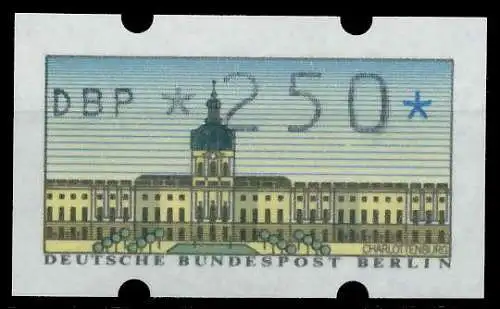 DBP *250*
CHARLOTTENBURG
DEUTSCHE BUNDESPOST BERLIN